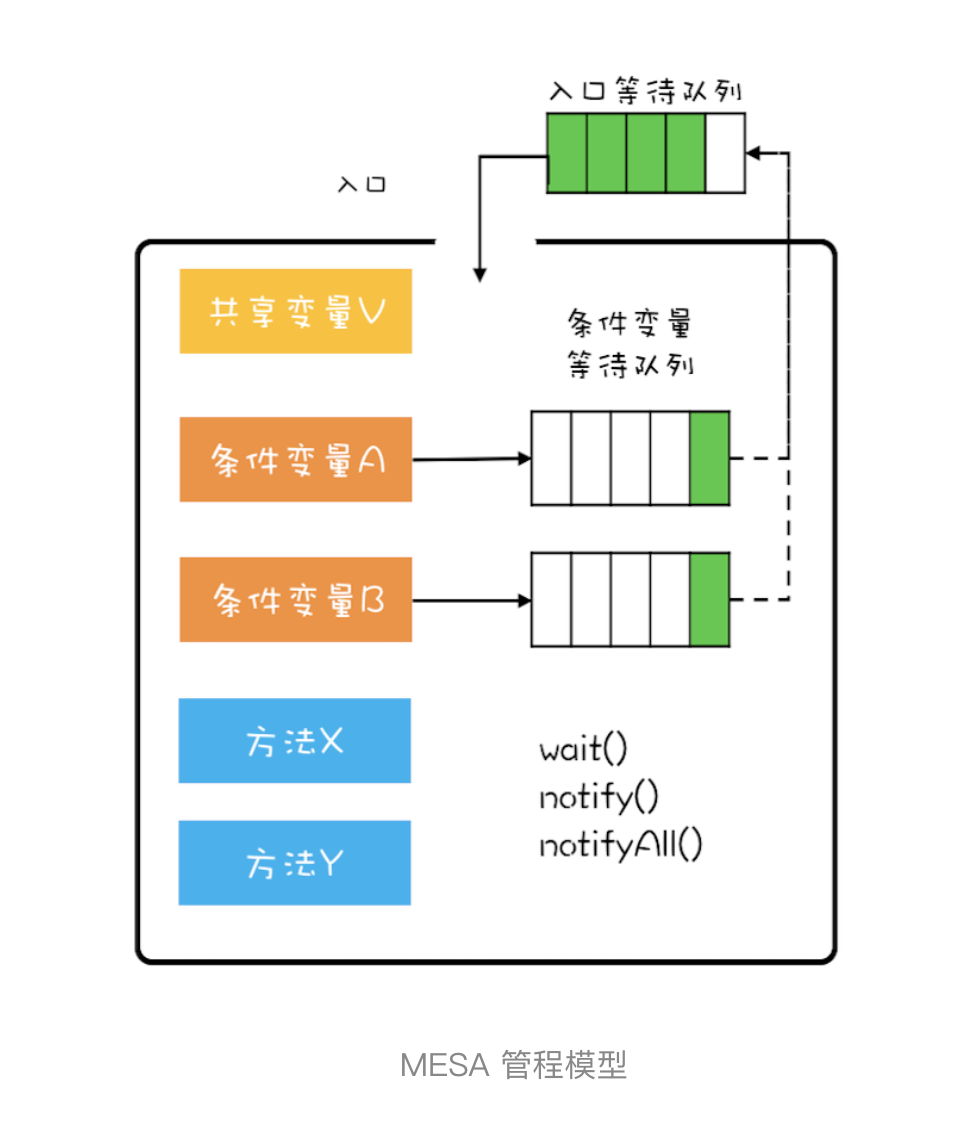 入口等待队列
入口
共享变量V
条件变量
等待队列
条件变量A
条件变量B
方法X
wait()
notify()
notifyAll()
方法Y
MESA 管程模型